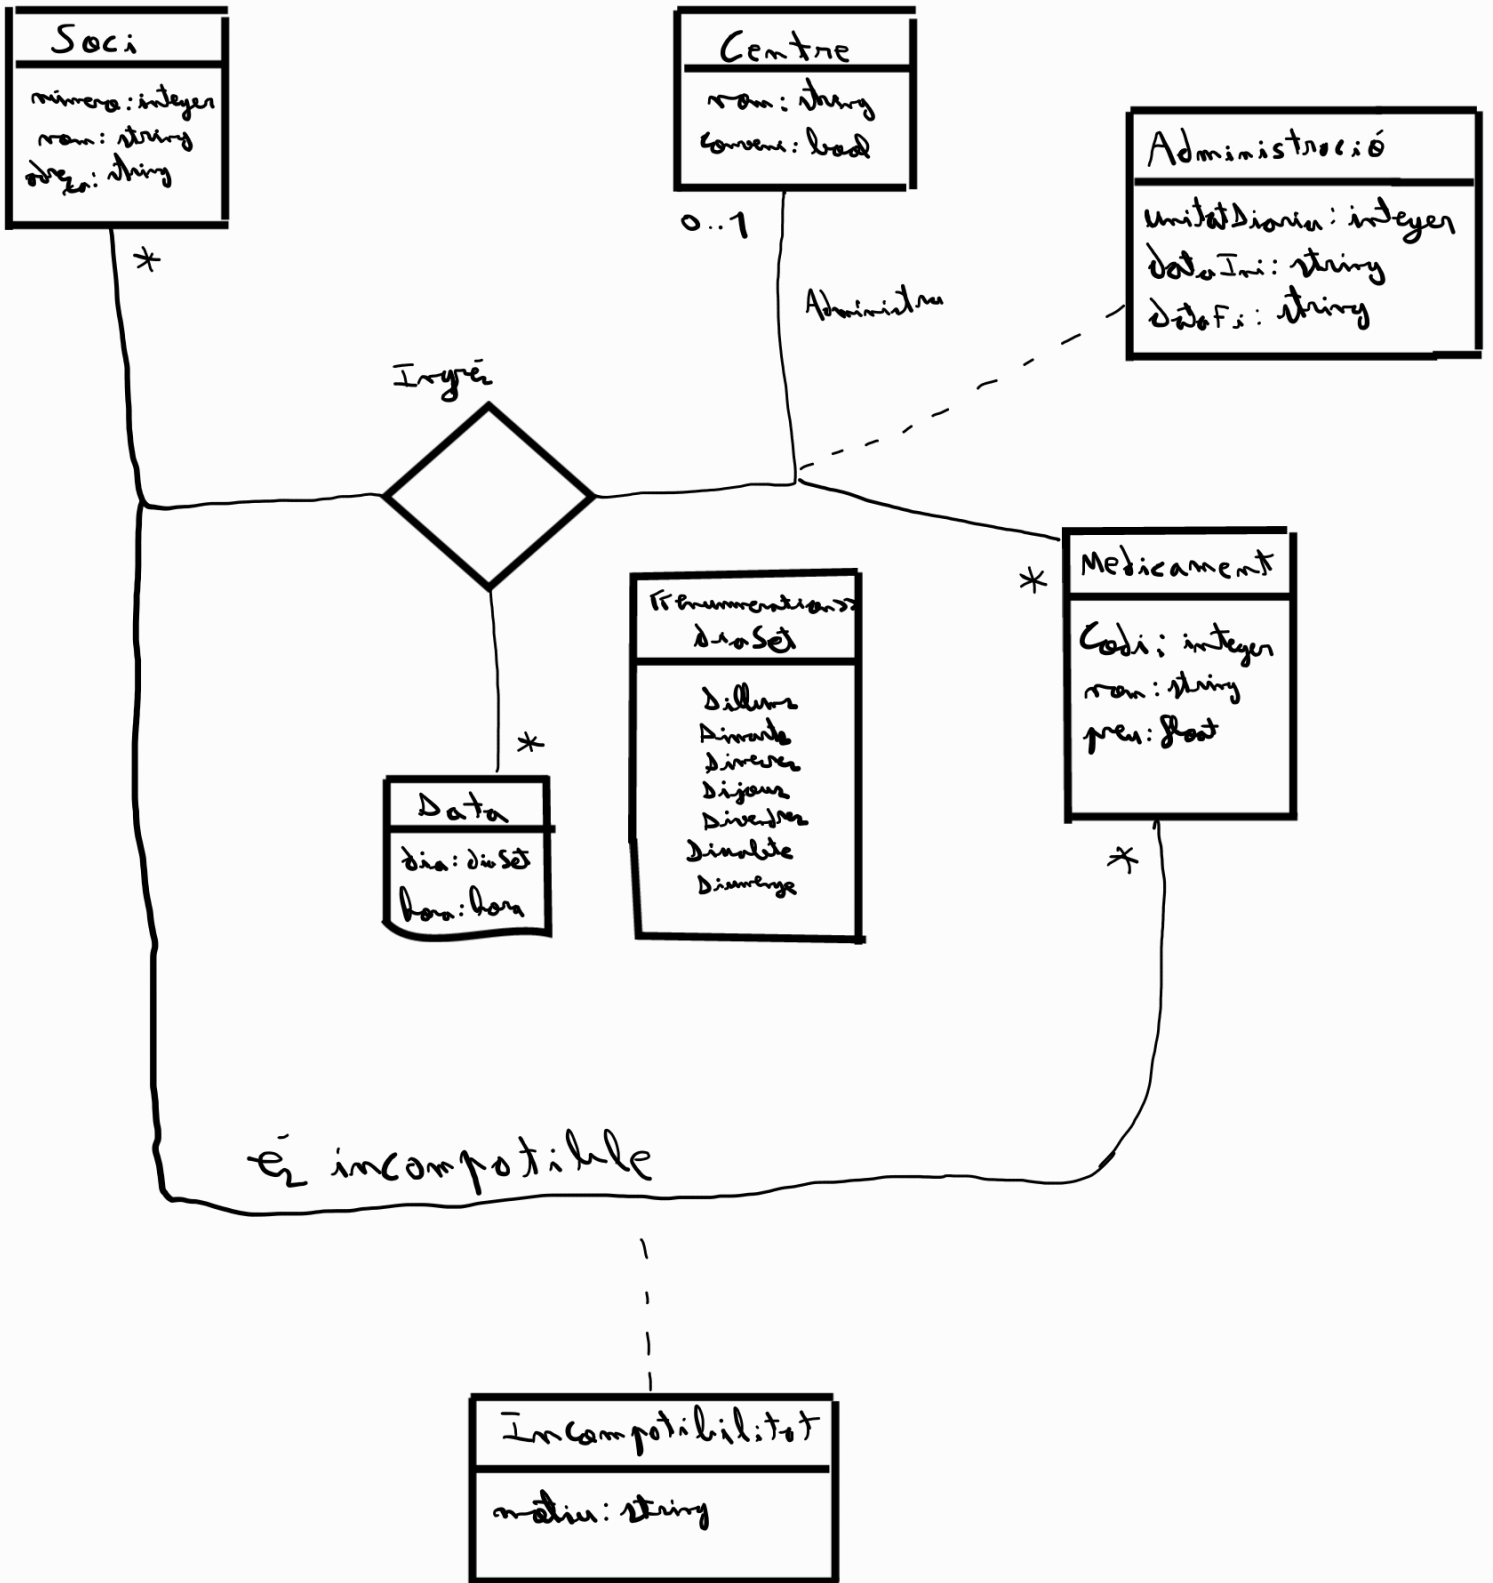 Soci
número: integer
nom: string
adreça: string
*
Centre
nom: string
conveni: bool
0..1
Administra
Administració
unitatDiaria: integer
dataIni: string
dataFi: string
Ingrés
*
Medicament
Codi: integer
nom: string
preu: float
*
<<Enummeration>>
diaSet
Dilluns
Dimarts
Dimecres
Dijous
Divendres
Dissabte
Diumenge
*
Data
dia: diaSet
hora: hora
és incompatible
Incompatibilitat
motiu: string